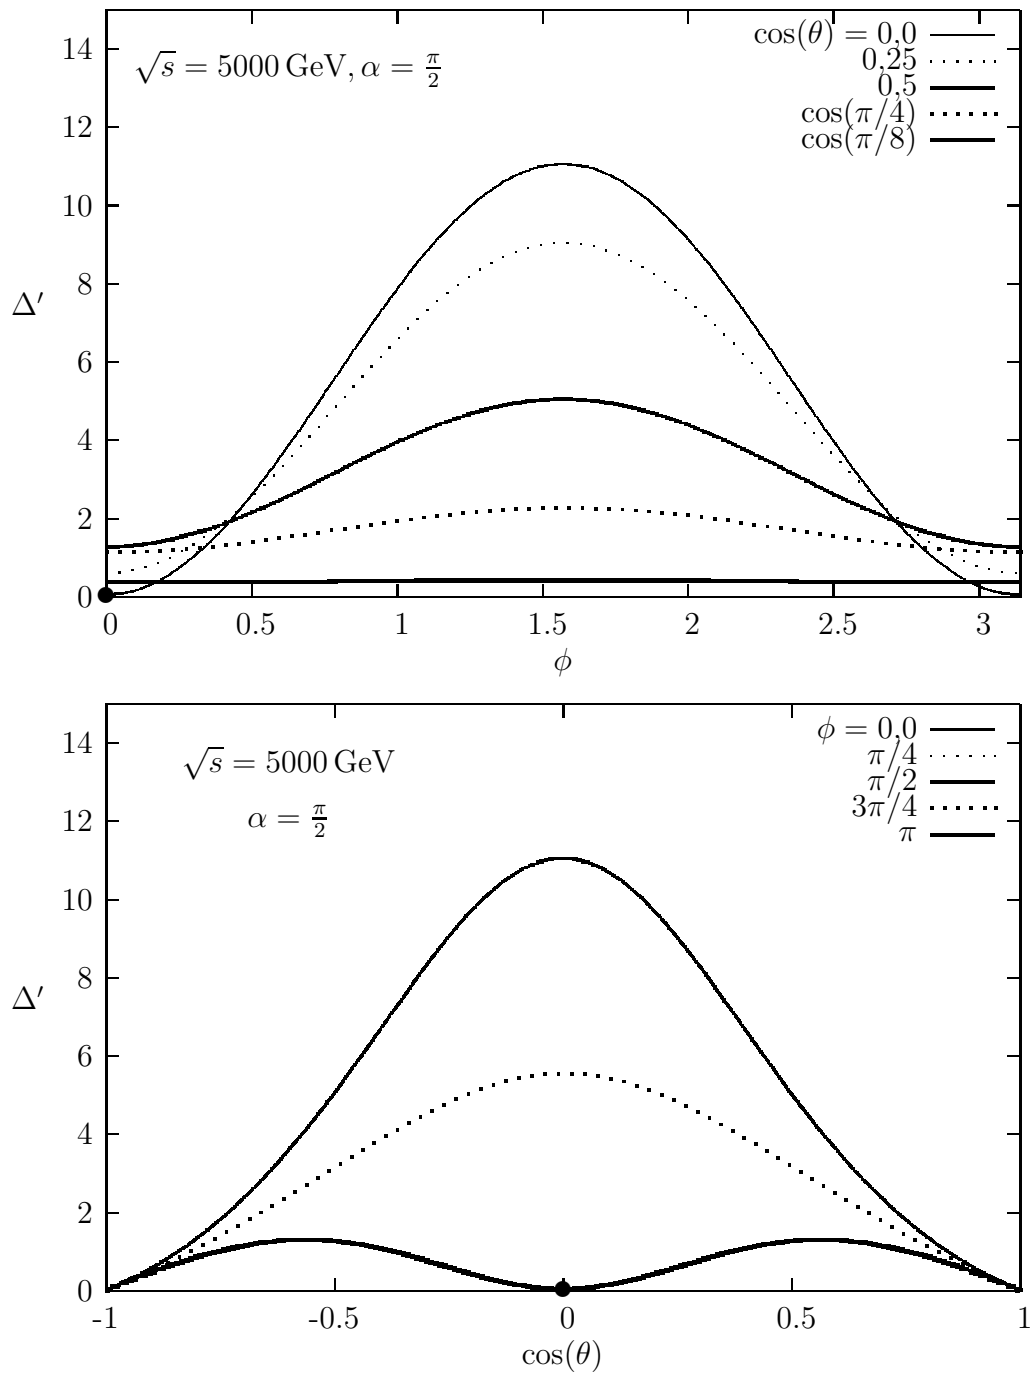 14
12
10
8
6
4
2
0
Δ′
√s = 5000 GeV, α = π/2
cos(θ) = 0,0
0,25
0,5
cos(π/4)
cos(π/8)
0 0.5 1 1.5 2 2.5 3
ϕ
14
12
10
8
6
4
2
0
Δ′
√s = 5000 GeV
α = π/2
ϕ = 0,0
π/4
π/2
3π/4
π
-1 -0.5 0 0.5 1
cos(θ)